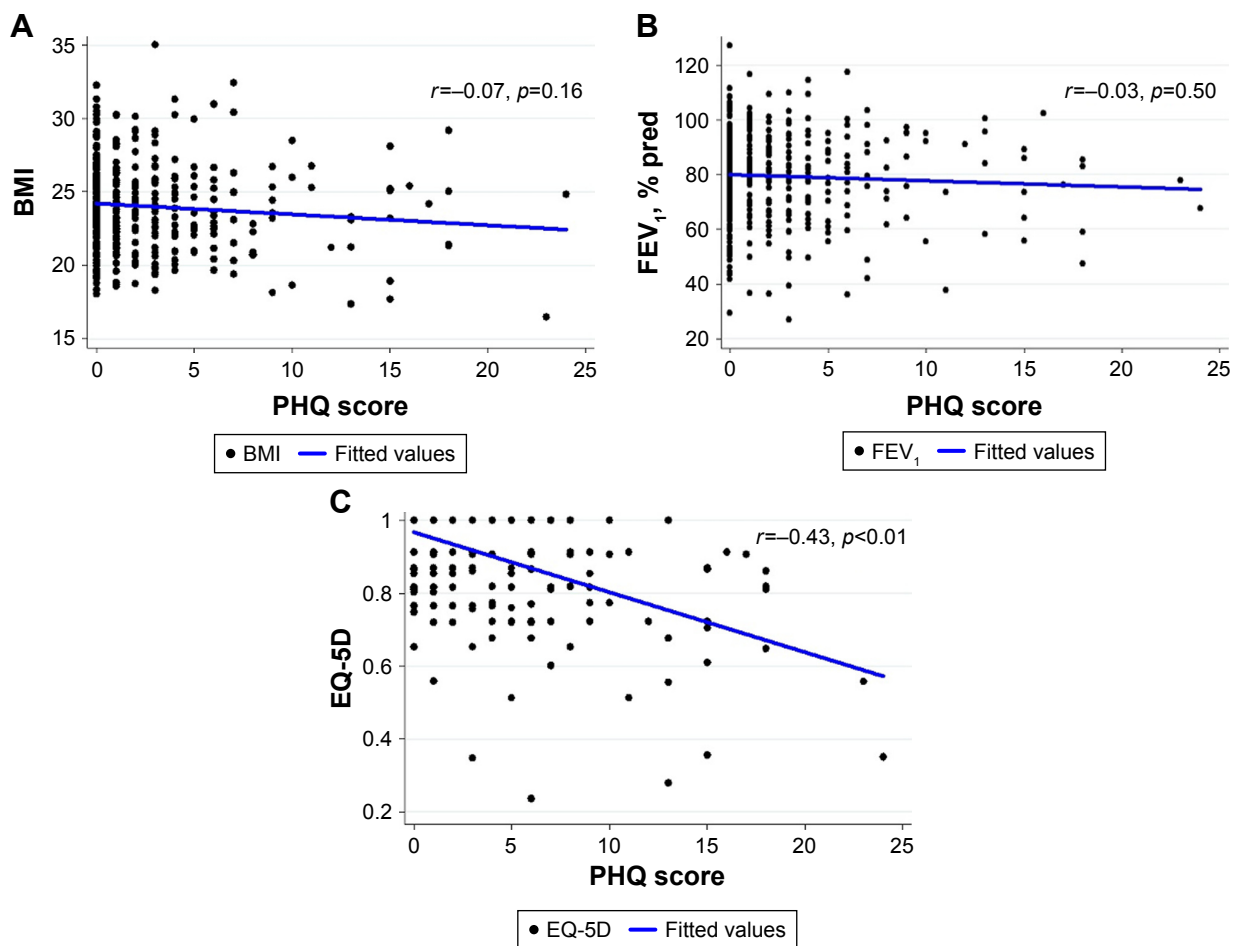 A
BMI
35
30
25
20
15
r=–0.07, p=0.16
0 5 10 15 20 25
PHQ score
BMI Fitted values
B
FEV1, % pred
120
100
80
60
40
20
r=–0.03, p=0.50
0 5 10 15 20 25
PHQ score
FEV1 Fitted values
C
EQ-5D
1
0.8
0.6
0.4
0.2
r=–0.43, p<0.01
0 5 10 15 20 25
PHQ score
EQ-5D Fitted values